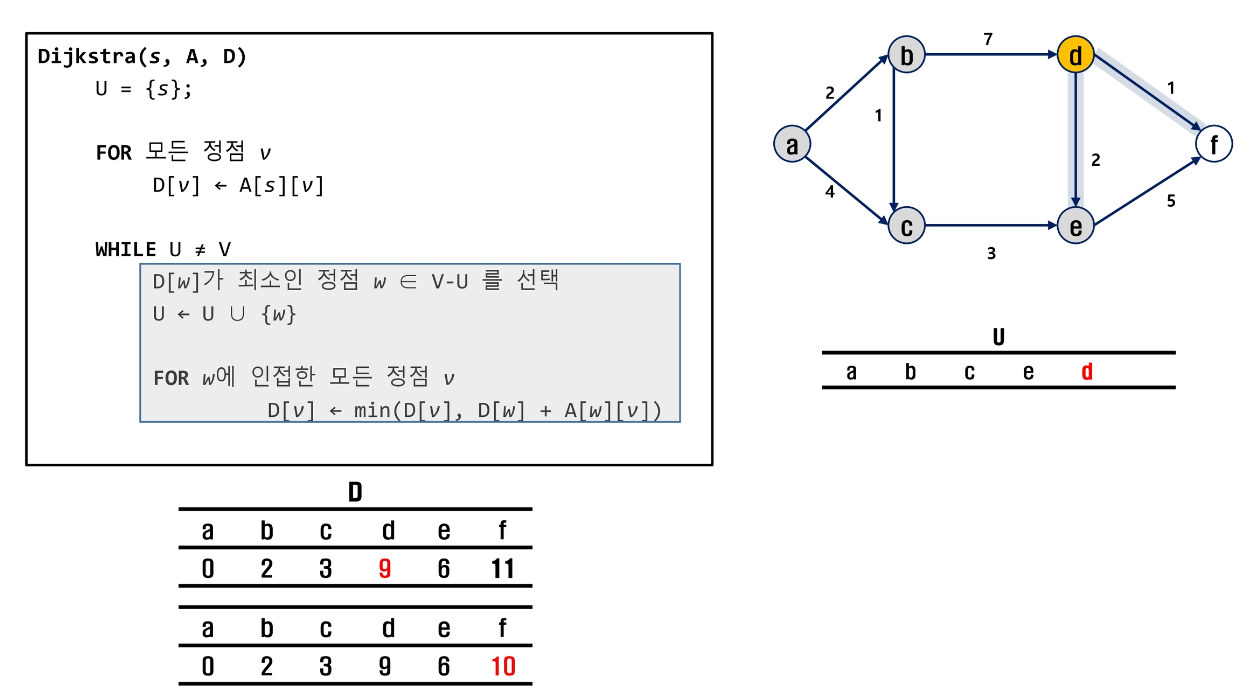 Dijkstra(s, A, D)
U = {s};
FOR 모든 정점 v
D[v] ← A[s][v]
WHILE U ≠ V
D[w]가 최소인 정점 w ∈ V-U 를 선택
U ← U ∪ {w}
FOR w에 인접한 모든 정점 v
D[v] ← min(D[v], D[w] + A[w][v])
b 7 d
2 1 1
a f
4 2 5
c 3 e
U
a b c e d
D
a b c d e f
0 2 3 9 6 11
a b c d e f
0 2 3 9 6 10